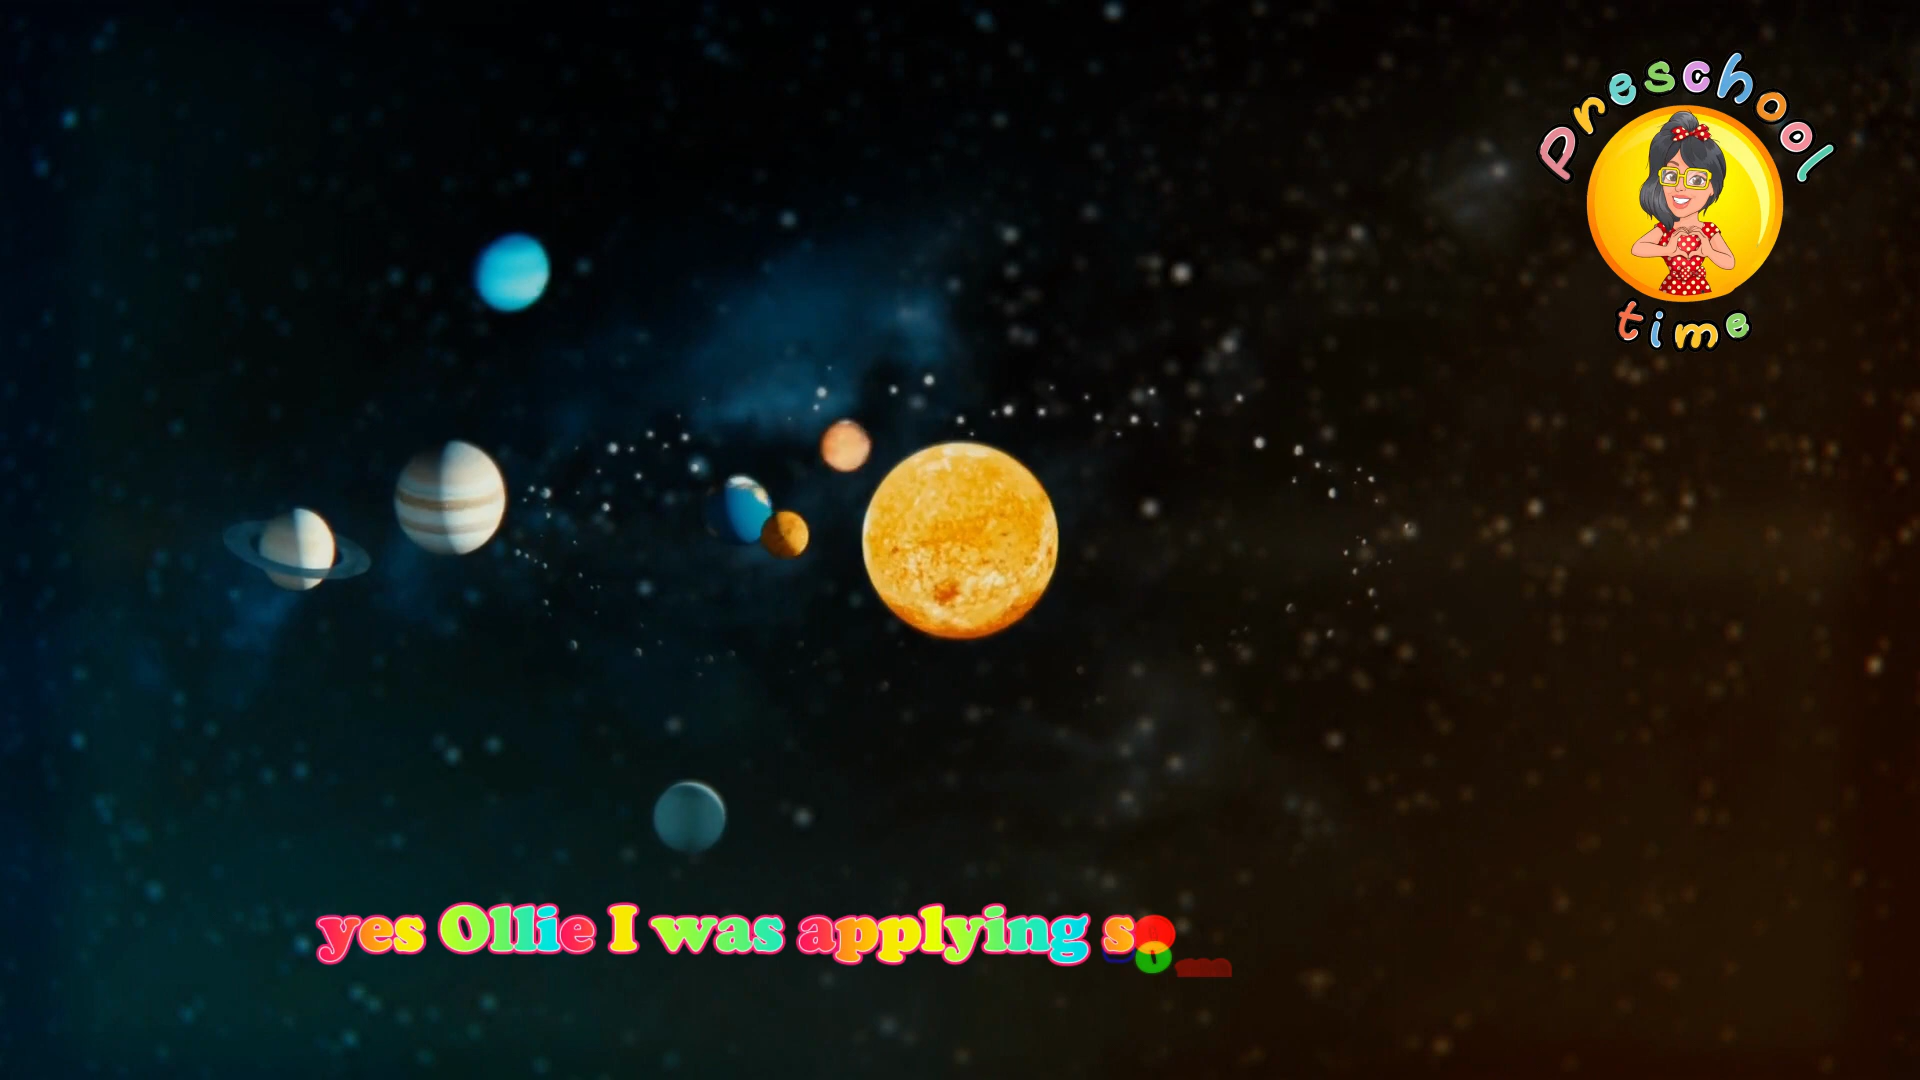 Preschool
time
yes Ollie I was applying